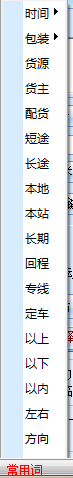 时间
包装
货源
货主
配货
短途
长途
本地
本站
长期
回程
专线
定车
以上
以下
以内
左右
方向
常用词